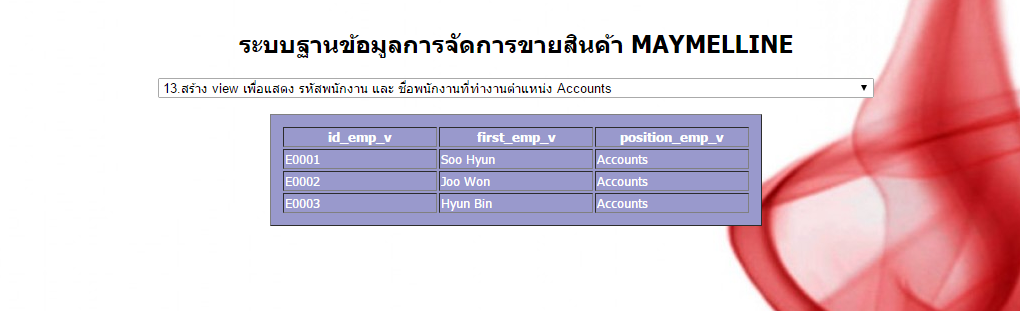 ระบบฐานข้อมูลการจัดการขายสินค้า MAYMELLINE
13.สร้าง view เพื่อแสดง รหัสพนักงาน และ ชื่อพนักงานที่ทำงานตำแหน่ง Accounts
id_emp_v first_emp_v position_emp_v
E0001 Soo Hyun Accounts
E0002 Joo Won Accounts
E0003 Hyun Bin Accounts